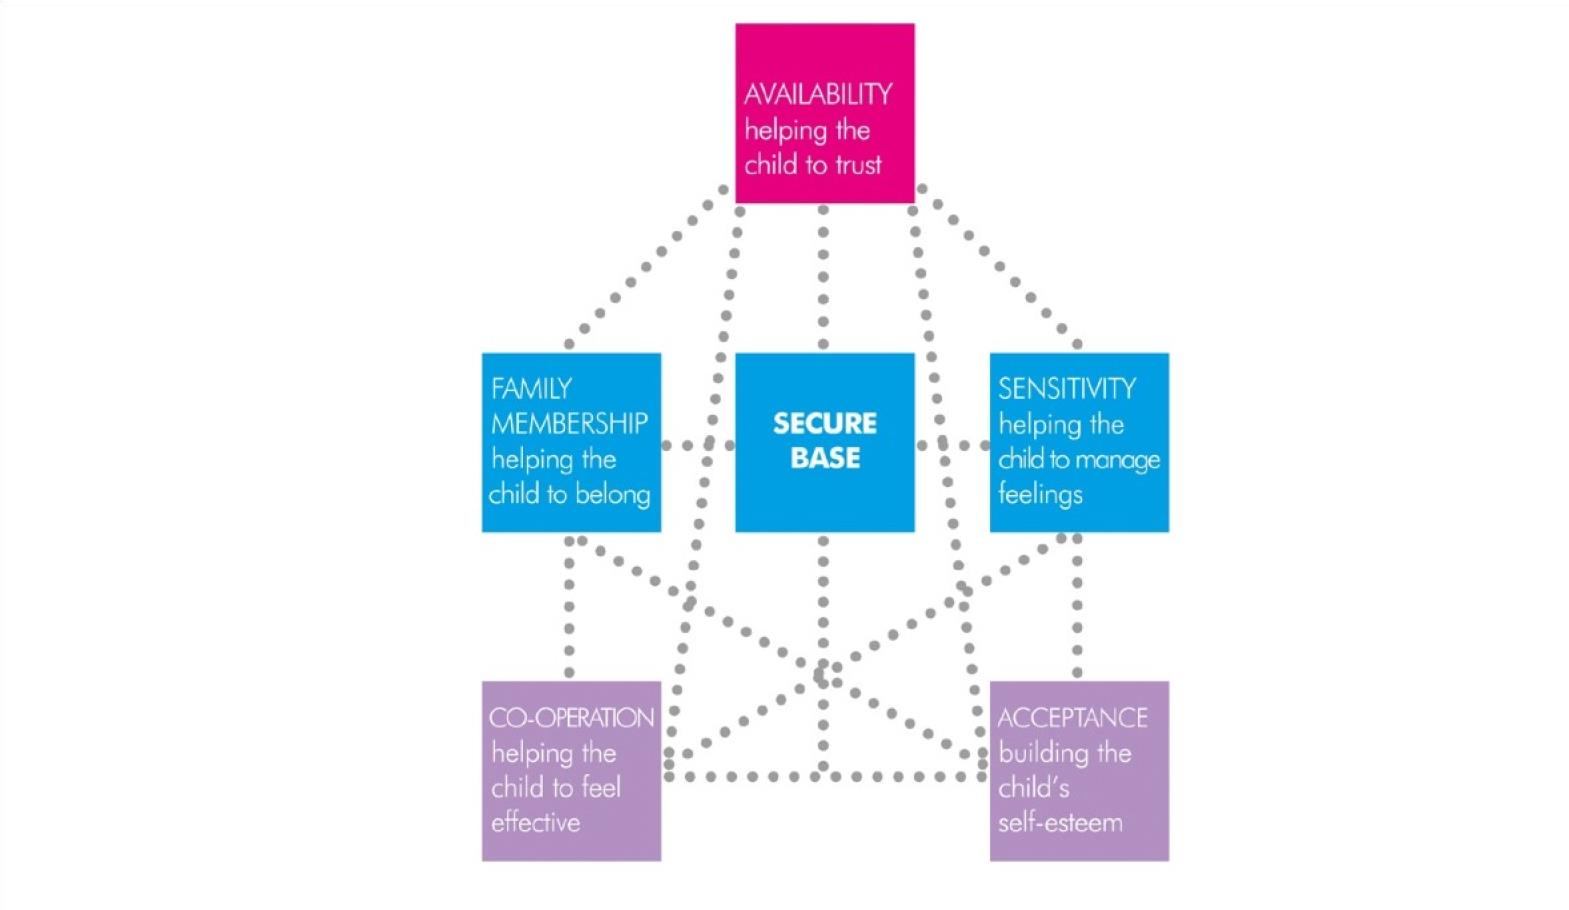 AVAILABILITY
helping the
child to trust
FAMILY
MEMBERSHIP
helping the
child to belong
SECURE
BASE
SENSITIVITY
helping the
child to manage
feelings
CO-OPERATION
helping the
child to feel
effective
ACCEPTANCE
building the
child's
self-esteem